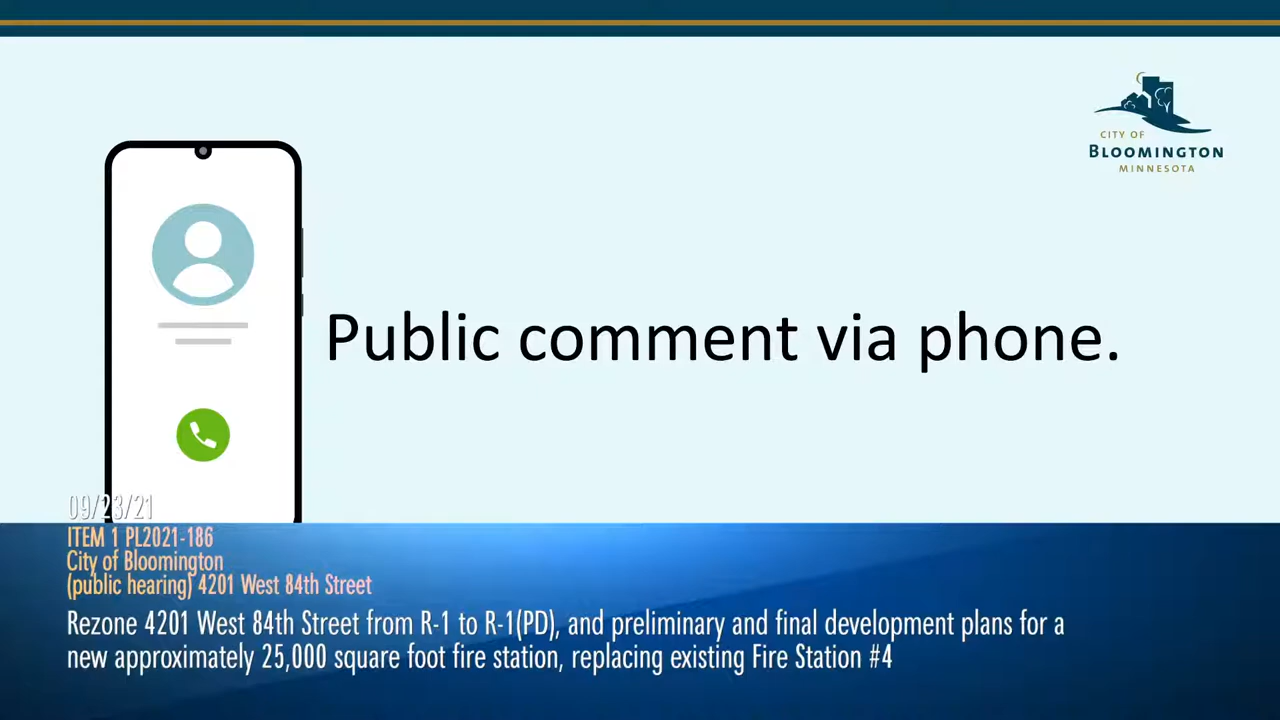 CITY OF
BLOOMINGTON
MINNESOTA
Public comment via phone.
09/23/21
ITEM 1 PL2021-186
City of Bloomington
(public hearing) 4201 West 84th Street
Rezone 4201 West 84th Street from R-1 to R-1(PD), and preliminary and final development plans for a
new approximately 25,000 square foot fire station, replacing existing Fire Station #4